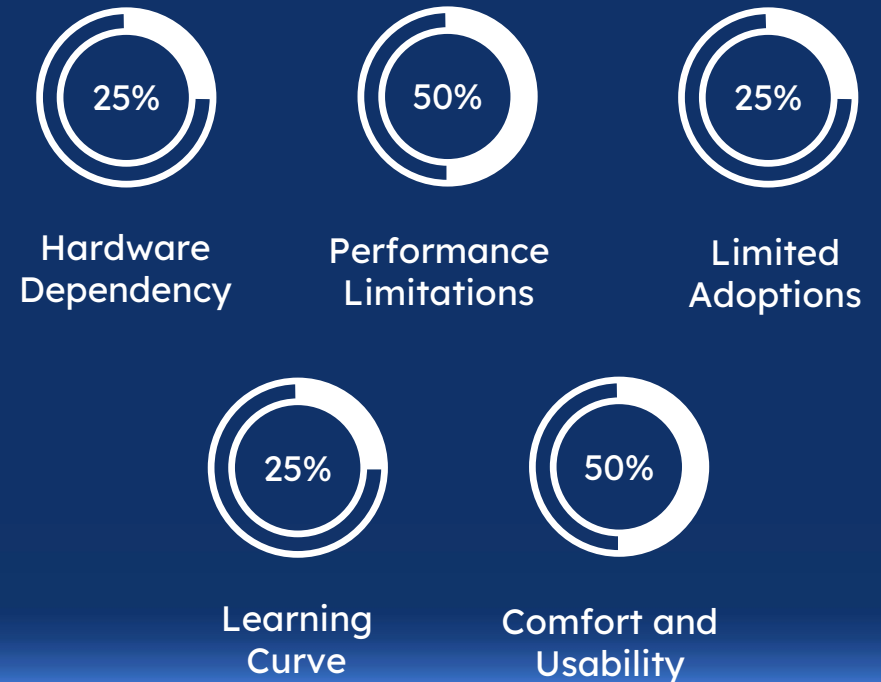 25%
50%
25%
Hardware
Dependency
Performance
Limitations
Limited
Adoptions
25%
50%
Learning
Curve
Comfort and
Usability